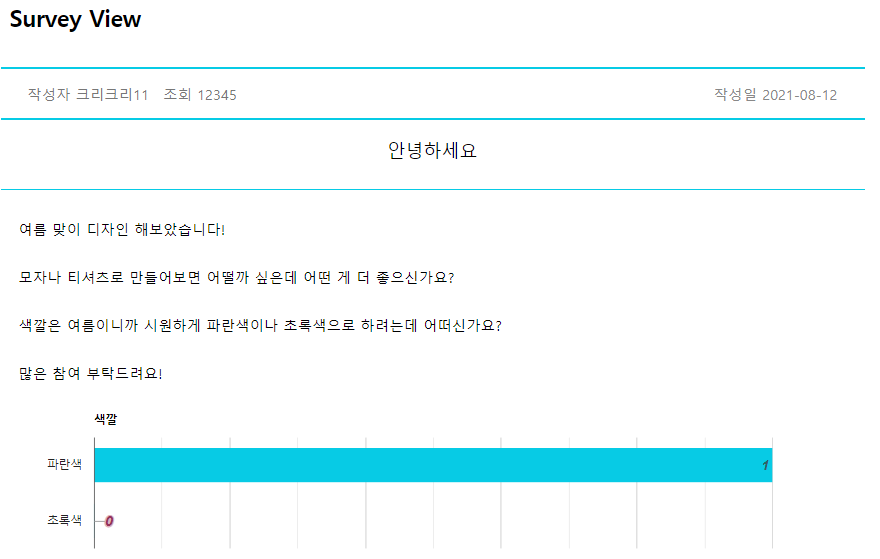 Survey View
작성자 크리크리11 조회 12345 작성일 2021-08-12
안녕하세요
여름 맞이 디자인 해보았습니다!
모자나 티셔츠로 만들어보면 어떨까 싶은데 어떤 게 더 좋으신가요?
색깔은 여름이니까 시원하게 파란색이나 초록색으로 하려는데 어떠신가요?
많은 참여 부탁드려요!
색깔
파란색 1
초록색 0